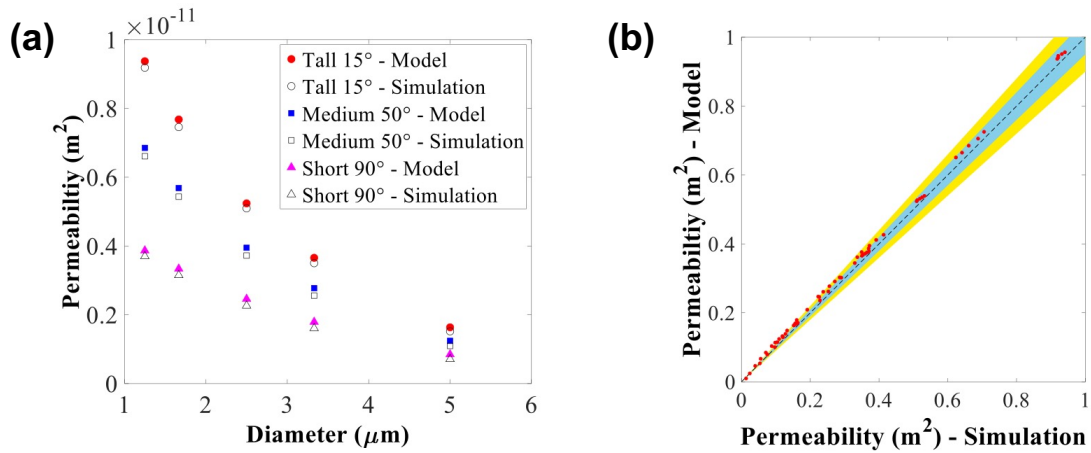 (a)
×10⁻¹¹
1
0.8
0.6
0.4
0.2
0
Permeabiltiy (m²)
Tall 15° - Model
Tall 15° - Simulation
Medium 50° - Model
Medium 50° - Simulation
Short 90° - Model
Short 90° - Simulation
1 2 3 4 5 6
Diameter (μm)
(b)
1
0.8
0.6
0.4
0.2
0
Permeabiltiy (m²) - Model
0 0.2 0.4 0.6 0.8 1
Permeability (m²) - Simulation